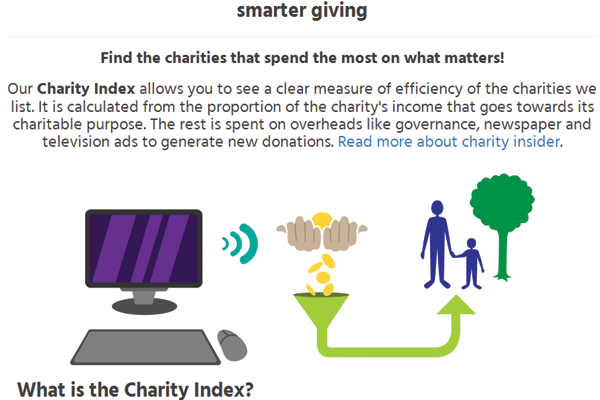 smarter giving
Find the charities that spend the most on what matters!
Our Charity Index allows you to see a clear measure of efficiency of the charities we
list. It is calculated from the proportion of the charity's income that goes towards its
charitable purpose. The rest is spent on overheads like governance, newspaper and
television ads to generate new donations. Read more about charity insider.
What is the Charity Index?